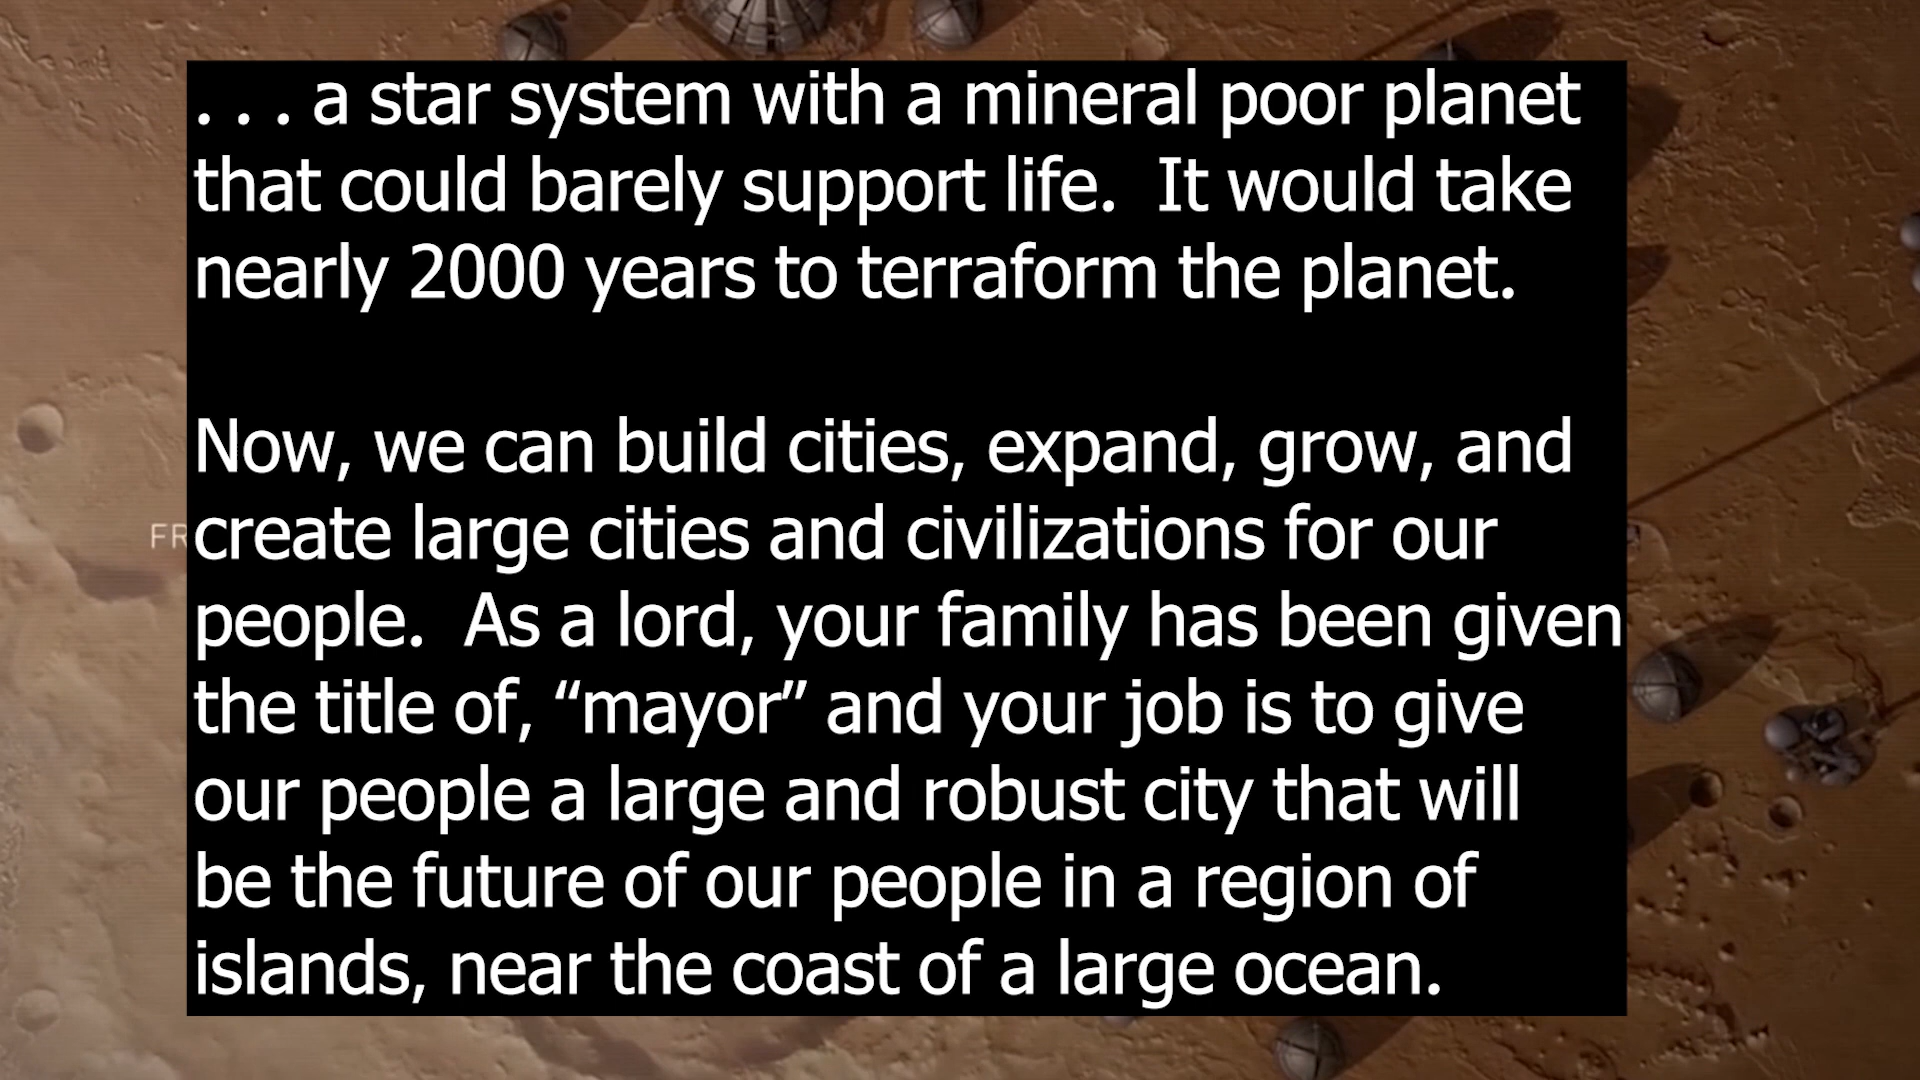 . . . a star system with a mineral poor planet
that could barely support life.  It would take
nearly 2000 years to terraform the planet.
Now, we can build cities, expand, grow, and
FR
create large cities and civilizations for our
people.  As a lord, your family has been given
the title of, “mayor” and your job is to give
our people a large and robust city that will
be the future of our people in a region of
islands, near the coast of a large ocean.